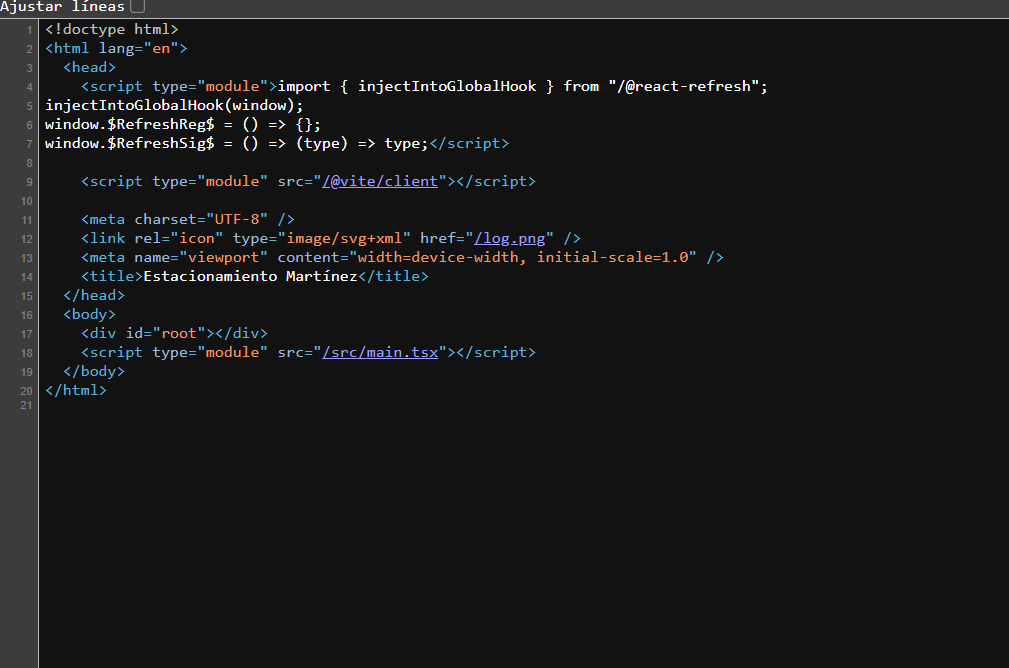 Ajustar líneas
1 <!doctype html>
2 <html lang="en">
3   <head>
4     <script type="module">import { injectIntoGlobalHook } from "/@react-refresh";
5 injectIntoGlobalHook(window);
6 window.$RefreshReg$ = () => {};
7 window.$RefreshSig$ = () => (type) => type;</script>
8
9     <script type="module" src="/@vite/client"></script>
10
11     <meta charset="UTF-8" />
12     <link rel="icon" type="image/svg+xml" href="/log.png" />
13     <meta name="viewport" content="width=device-width, initial-scale=1.0" />
14     <title>Estacionamiento Martínez</title>
15   </head>
16   <body>
17     <div id="root"></div>
18     <script type="module" src="/src/main.tsx"></script>
19   </body>
20 </html>
21